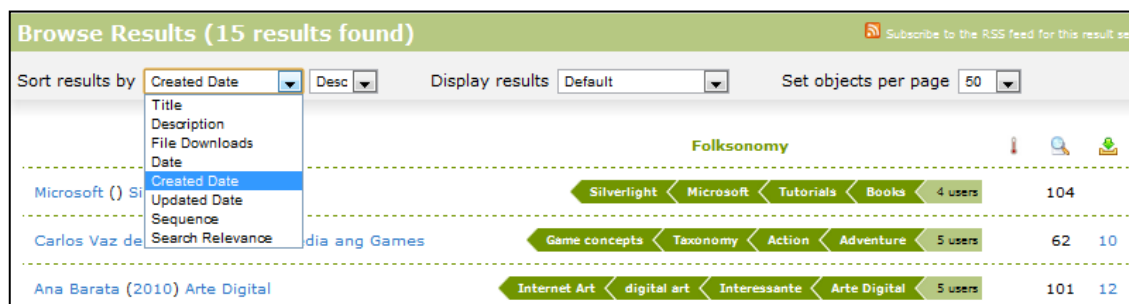 Browse Results (15 results found) Subscribe to the RSS feed for this result se
Sort results by Created Date Desc Display results Default Set objects per page 50
Title
Description
File Downloads
Date
Folksonomy
Created Date
Updated Date
Sequence
Search Relevance
Microsoft () Si Silverlight Microsoft Tutorials Books 4 users 104
Carlos Vaz de dia ang Games Game concepts Taxonomy Action Adventure 5 users 62 10
Ana Barata (2010) Arte Digital Internet Art digital art Interessante Arte Digital 5 users 101 12